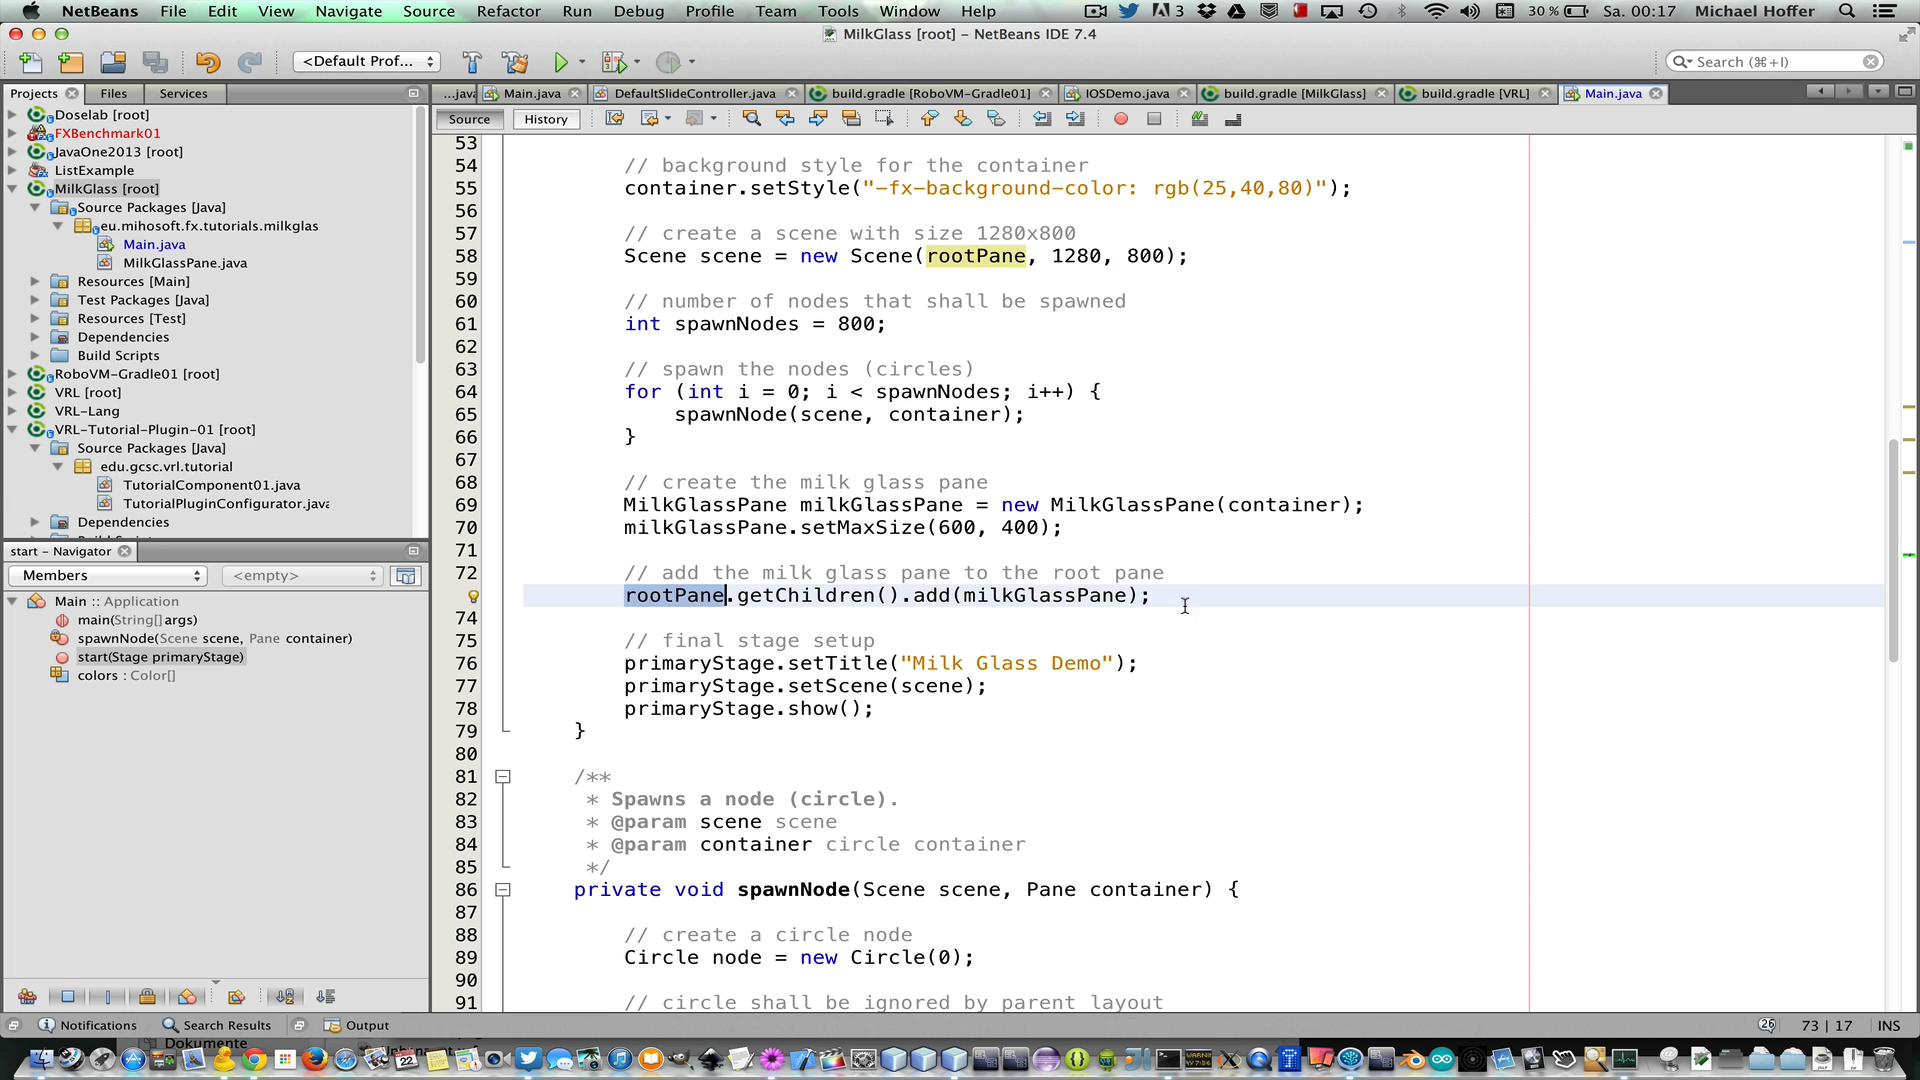 NetBeans File Edit View Navigate Source Refactor Run Debug Profile Team Tools Window Help 3 30 % Sa. 00:17 Michael Hoffer
MilkGlass [root] – NetBeans IDE 7.4
<Default Prof... Search (⌘+I)
Projects Files Services
...java Main.java DefaultSlideController.java build.gradle [RoboVM-Gradle01] IOSDemo.java build.gradle [MilkGlass] build.gradle [VRL] Main.java
Source History
Doselab [root]
FXBenchmark01
JavaOne2013 [root]
ListExample
MilkGlass [root]
Source Packages [Java]
eu.mihosoft.fx.tutorials.milkglas
Main.java
MilkGlassPane.java
Resources [Main]
Test Packages [Java]
Resources [Test]
Dependencies
Build Scripts
RoboVM-Gradle01 [root]
VRL [root]
VRL-Lang
VRL-Tutorial-Plugin-01 [root]
Source Packages [Java]
edu.gcsc.vrl.tutorial
TutorialComponent01.java
TutorialPluginConfigurator.java
Dependencies
start – Navigator
Members <empty>
Main :: Application
main(String[] args)
spawnNode(Scene scene, Pane container)
start(Stage primaryStage)
colors : Color[]
53
54 // background style for the container
55 container.setStyle("-fx-background-color: rgb(25,40,80)");
56
57 // create a scene with size 1280x800
58 Scene scene = new Scene(rootPane, 1280, 800);
59
60 // number of nodes that shall be spawned
61 int spawnNodes = 800;
62
63 // spawn the nodes (circles)
64 for (int i = 0; i < spawnNodes; i++) {
65 spawnNode(scene, container);
66 }
67
68 // create the milk glass pane
69 MilkGlassPane milkGlassPane = new MilkGlassPane(container);
70 milkGlassPane.setMaxSize(600, 400);
71
72 // add the milk glass pane to the root pane
rootPane.getChildren().add(milkGlassPane);
74
75 // final stage setup
76 primaryStage.setTitle("Milk Glass Demo");
77 primaryStage.setScene(scene);
78 primaryStage.show();
79 }
80
81 /**
82 * Spawns a node (circle).
83 * @param scene scene
84 * @param container circle container
85 */
86 private void spawnNode(Scene scene, Pane container) {
87
88 // create a circle node
89 Circle node = new Circle(0);
90
91 // circle shall be ignored by parent layout
Notifications Search Results Output 26 73 | 17 INS
Dokumente